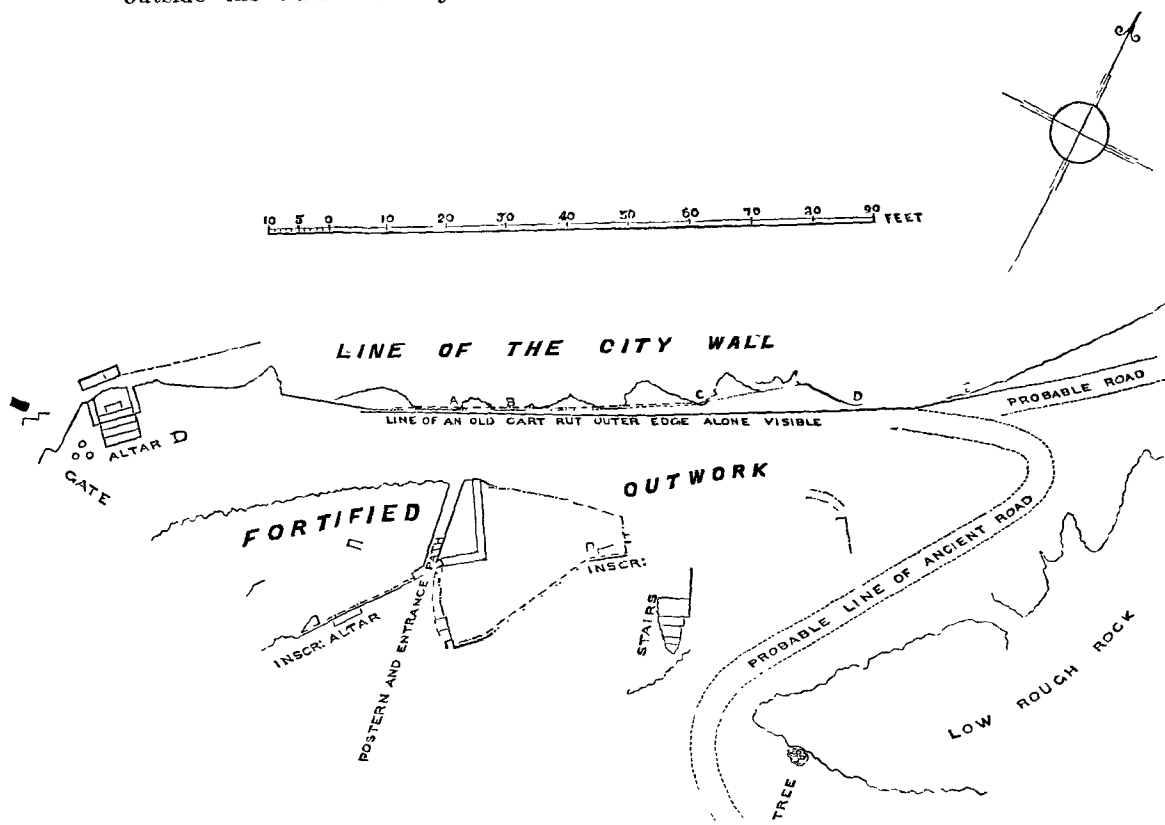 10 5 0 10 20 30 40 50 60 70 80 90 FEET
LINE OF THE CITY WALL
A B C D E
PROBABLE ROAD
LINE OF AN OLD CART RUT OUTER EDGE ALONE VISIBLE
ALTAR D
GATE
FORTIFIED OUTWORK
INSCR:
INSCR: ALTAR
POSTERN AND ENTRANCE PATH
STAIRS
PROBABLE LINE OF ANCIENT ROAD
LOW ROUGH ROCK
TREE